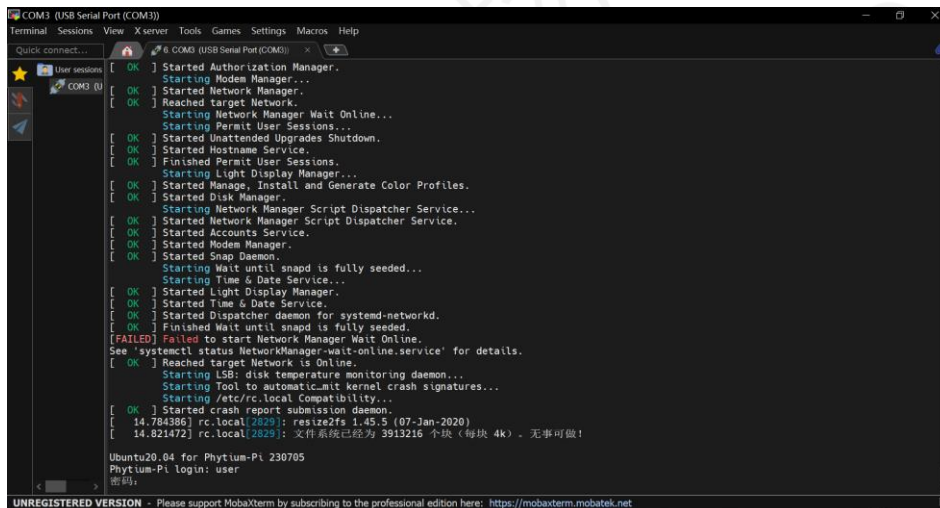 COM3 (USB Serial Port (COM3))
Terminal Sessions View X server Tools Games Settings Macros Help
Quick connect...
6. COM3 (USB Serial Port (COM3))
User sessions
COM3 (U
[ OK ] Started Authorization Manager.
Starting Modem Manager...
[ OK ] Started Network Manager.
[ OK ] Reached target Network.
Starting Network Manager Wait Online...
Starting Permit User Sessions...
[ OK ] Started Unattended Upgrades Shutdown.
[ OK ] Started Hostname Service.
[ OK ] Finished Permit User Sessions.
Starting Light Display Manager...
[ OK ] Started Manage, Install and Generate Color Profiles.
[ OK ] Started Disk Manager.
Starting Network Manager Script Dispatcher Service...
[ OK ] Started Network Manager Script Dispatcher Service.
[ OK ] Started Accounts Service.
[ OK ] Started Modem Manager.
[ OK ] Started Snap Daemon.
Starting Wait until snapd is fully seeded...
Starting Time & Date Service...
[ OK ] Started Light Display Manager.
[ OK ] Started Time & Date Service.
[ OK ] Started Dispatcher daemon for systemd-networkd.
[ OK ] Finished Wait until snapd is fully seeded.
[FAILED] Failed to start Network Manager Wait Online.
See 'systemctl status NetworkManager-wait-online.service' for details.
[ OK ] Reached target Network is Online.
Starting LSB: disk temperature monitoring daemon...
Starting Tool to automatic…mit kernel crash signatures...
Starting /etc/rc.local Compatibility...
[ OK ] Started crash report submission daemon.
[ 14.784386] rc.local[2829]: resize2fs 1.45.5 (07-Jan-2020)
[ 14.821472] rc.local[2829]: 文件系统已经为 3913216 个块（每块 4k）。无事可做！
Ubuntu20.04 for Phytium-Pi 230705
Phytium-Pi login: user
密码：
UNREGISTERED VERSION - Please support MobaXterm by subscribing to the professional edition here: https://mobaxterm.mobatek.net